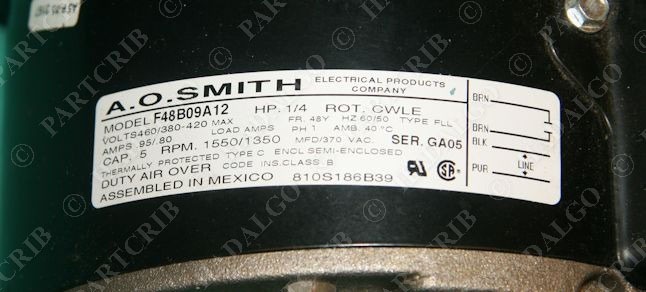 A.O.SMITH ELECTRICAL PRODUCTS COMPANY
MODEL F48B09A12 HP. 1/4 ROT. CWLE
VOLTS 460/380-420 MAX FR. 48Y HZ 60/50 TYPE FLL
AMPS .95/.80 LOAD AMPS PH 1 AMB. 40°C
CAP. 5 RPM. 1550/1350 MFD/370 VAC. SER. GA05
THERMALLY PROTECTED TYPE C ENCL SEMI-ENCLOSED
DUTY AIR OVER CODE INS.CLASS B
ASSEMBLED IN MEXICO 810S186B39
BRN
BRN
BLK
LINE
PUR
PARTCRIB
HDALGO